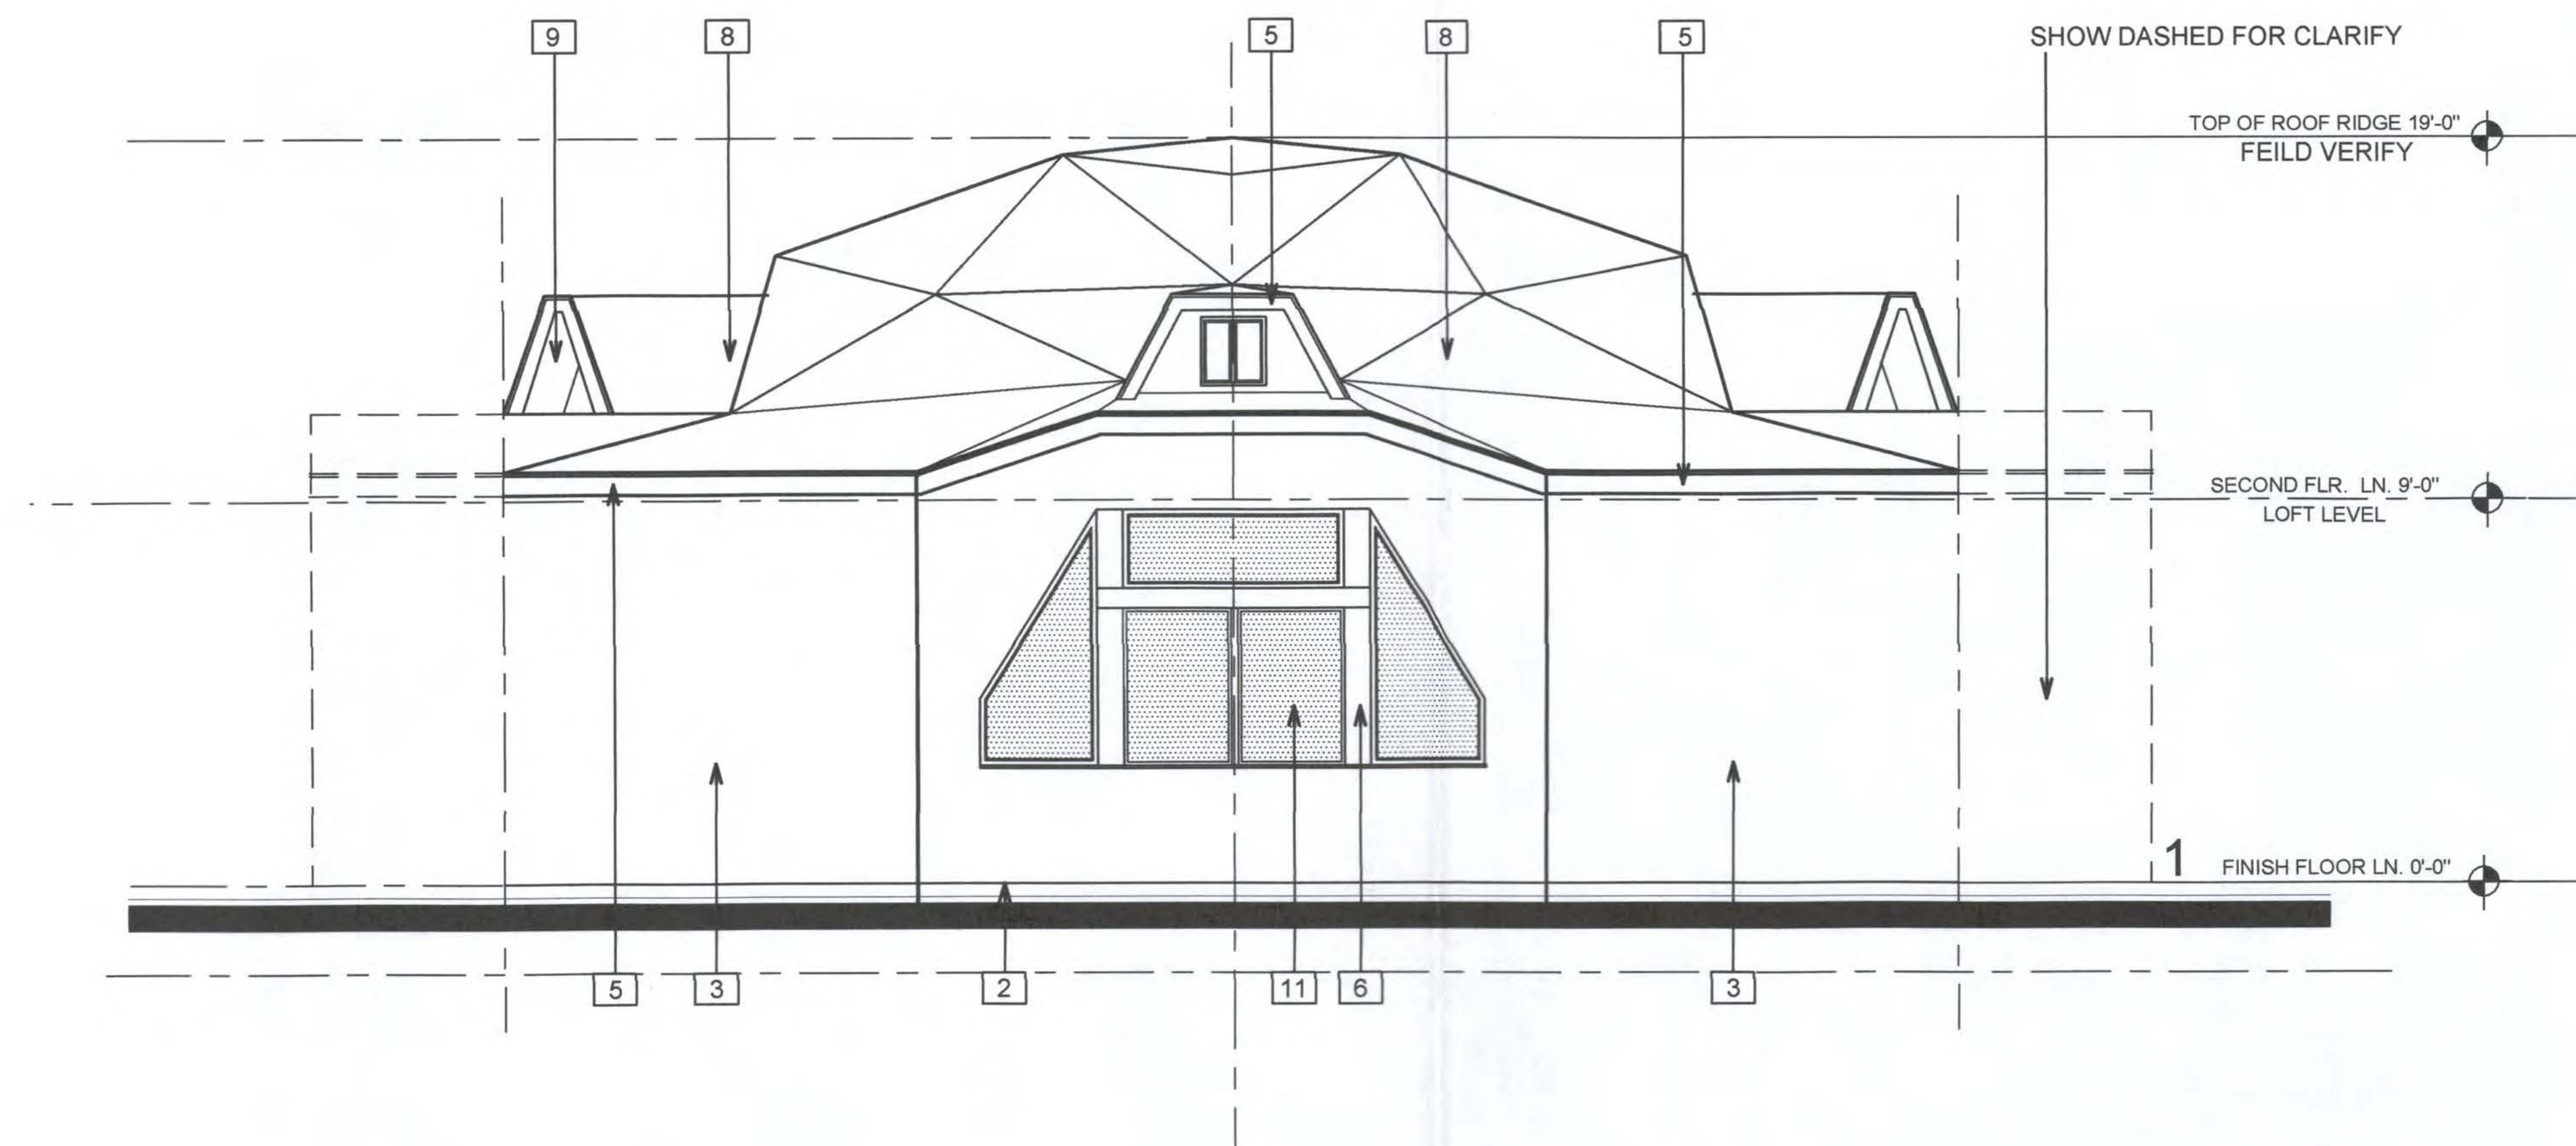 9
8
5
8
5
SHOW DASHED FOR CLARIFY
TOP OF ROOF RIDGE 19'-0"
FEILD VERIFY
SECOND FLR. LN. 9'-0"
LOFT LEVEL
1
FINISH FLOOR LN. 0'-0"
5
3
2
11
6
3